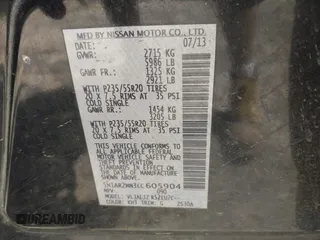 MFD BY NISSAN MOTOR CO., LTD.
DATE: 07/13
GVWR: 2715 KG
5986 LB
GAWR FR.: 1325 KG
2921 LB
WITH P235/55R20 TIRES
20 X 7.5 RIMS AT 35 PSI
COLD SINGLE
GAWR RR.: 1454 KG
3205 LB
WITH P235/55R20 TIRES
20 X 7.5 RIMS AT 35 PSI
COLD SINGLE
THIS VEHICLE CONFORMS TO
ALL APPLICABLE FEDERAL
MOTOR VEHICLE SAFETY AND
THEFT PREVENTION STANDARDS
IN EFFECT ON THE DATE OF
MANUFACTURE SHOWN ABOVE.
605904
MPV
MODEL
COLOR KH3 TRIM G
DREAMBID